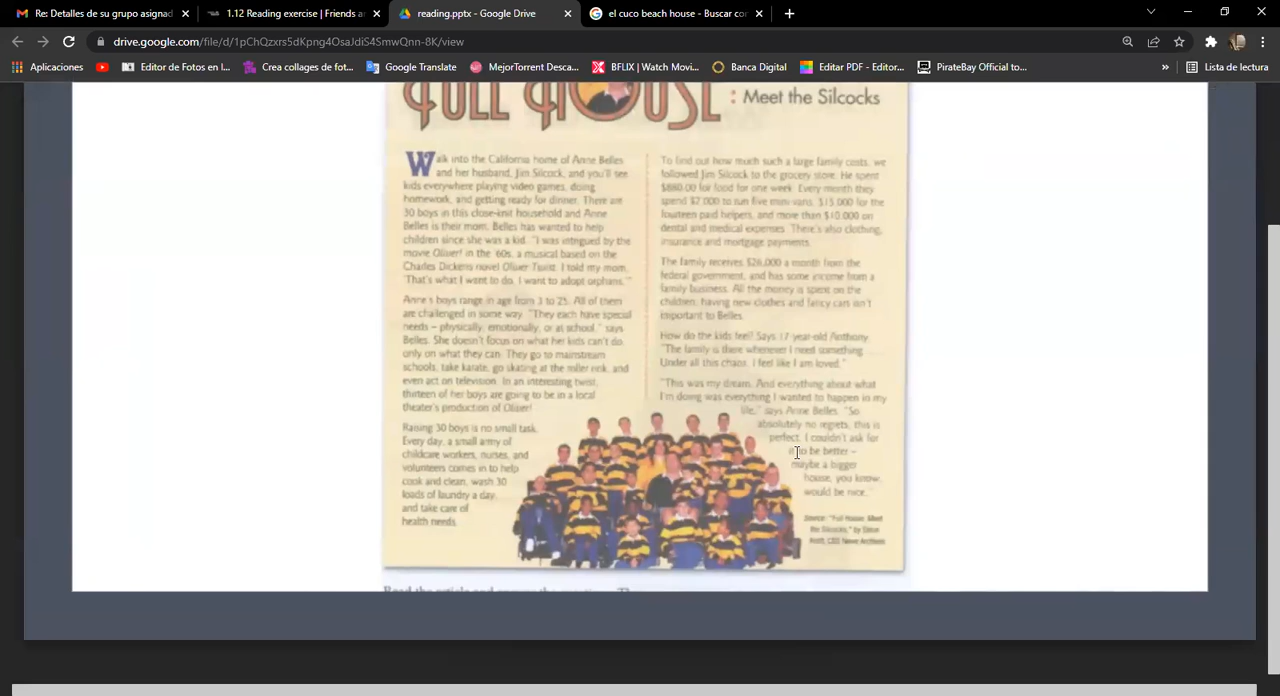 Re: Detalles de su grupo asignad
1.12 Reading exercise | Friends a
reading.pptx - Google Drive
el cuco beach house - Buscar co
drive.google.com/file/d/1pChQzxrs5dKpng4OsaJdiS4SmwQnn-8K/view
Aplicaciones
Editor de Fotos en l...
Crea collages de fot...
Google Translate
MejorTorrent Desca...
BFLIX | Watch Movi...
Banca Digital
Editar PDF - Editor...
PirateBay Official to...
»
Lista de lectura
FULL HOUSE : Meet the Silcocks
Walk into the California home of Anne Belles
and her husband, Jim Silcock, and you'll see
kids everywhere playing video games, doing
homework, and getting ready for dinner. There are
30 boys in this close-knit household and Anne
Belles is their mom. Belles has wanted to help
children since she was a kid. "I was intrigued by the
movie Oliver! in the '60s, a musical based on the
Charles Dickens novel Oliver Twist. I told my mom,
'That's what I want to do. I want to adopt orphans.'"
Anne's boys range in age from 3 to 25. All of them
are challenged in some way. "They each have special
needs – physically, emotionally, or at school," says
Belles. She doesn't focus on what her kids can't do
only on what they can. They go to mainstream
schools, take karate, go skating at the roller rink, and
even act on television. In an interesting twist,
thirteen of her boys are going to be in a local
theater's production of Oliver!
Raising 30 boys is no small task.
Every day, a small army of
childcare workers, nurses, and
volunteers comes in to help
cook and clean, wash 30
loads of laundry a day,
and take care of
health needs.
To find out how much such a large family costs, we
followed Jim Silcock to the grocery store. He spent
$880.00 for food for one week. Every month they
spend $7,000 to run five mini vans, $15,000 for the
fourteen paid helpers, and more than $10,000 on
dental and medical expenses. There's also clothing,
insurance and mortgage payments.
The family receives $26,000 a month from the
federal government, and has some income from a
family business. All the money is spent on the
children; having new clothes and fancy cars isn't
important to Belles.
How do the kids feel? Says 17-year-old Anthony,
"The family is there whenever I need something.
Under all this chaos, I feel like I am loved."
"This was my dream. And everything about what
I'm doing was everything I wanted to happen in my
life," says Anne Belles. "So
absolutely no regrets, this is
perfect. I couldn't ask for
it to be better –
maybe a bigger
house, you know,
would be nice."
Source: "Full House: Meet
the Silcocks," by
CBS News Archives
Read the article and